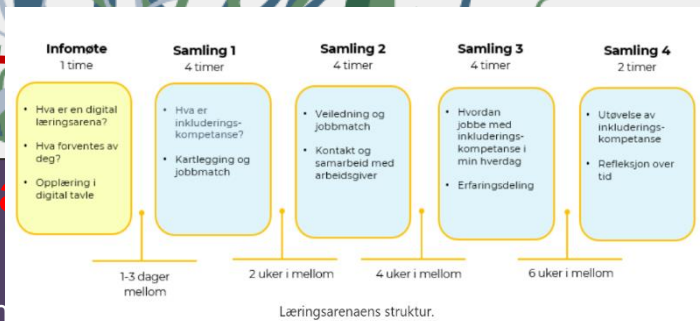 Infomøte
1 time
Samling 1
4 timer
Samling 2
4 timer
Samling 3
4 timer
Samling 4
2 timer
• Hva er en digital
læringsarena?
• Hva forventes av
deg?
• Opplæring i
digital tavle
• Hva er
inkluderings-
kompetanse?
• Kartlegging og
jobbmatch
• Veiledning og
jobbmatch
• Kontakt og
samarbeid med
arbeidsgiver
• Hvordan
jobbe med
inkluderings-
kompetanse i
min hverdag
• Erfaringsdeling
• Utøvelse av
inkluderings-
kompetanse
• Refleksjon over
tid
1-3 dager
mellom
2 uker i mellom
4 uker i mellom
6 uker i mellom
Læringsarenaens struktur.